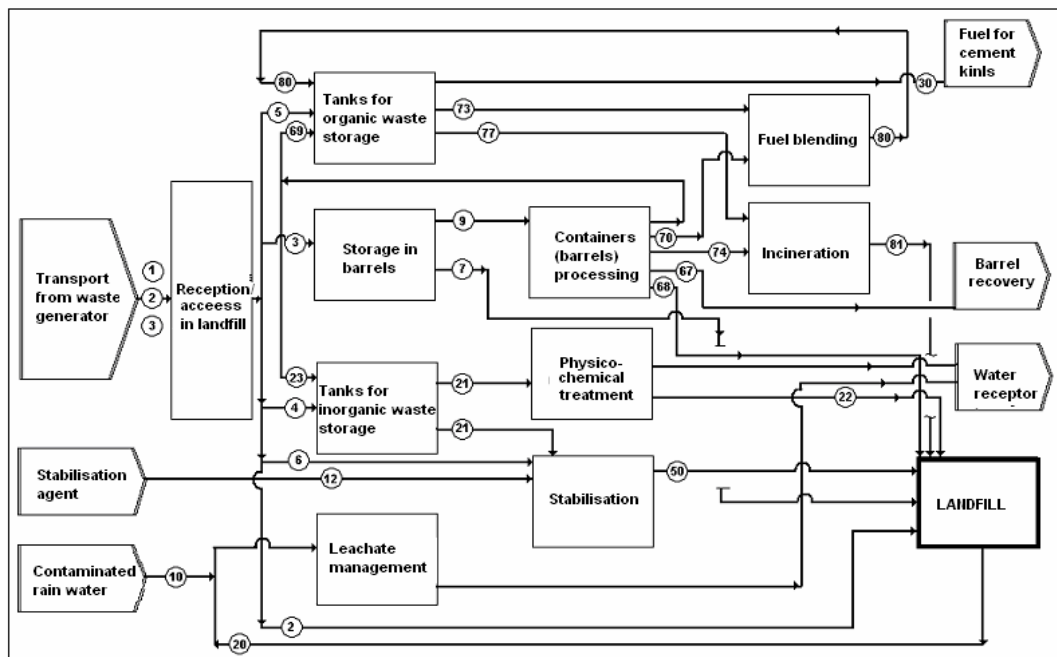 Fuel for
cement
kinls
80
30
Tanks for
organic waste
storage
5
69
73
77
Fuel blending
80
Transport
from waste
generator
1
2
3
Reception/
acceess
in landfill
3
Storage in
barrels
9
7
Containers
(barrels)
processing
70
74
67
68
Incineration
81
Barrel
recovery
23
4
Tanks for
inorganic waste
storage
21
21
Physico-
chemical
treatment
22
Water
receptor
Stabilisation
agent
6
12
Stabilisation
50
LANDFILL
Contaminated
rain water
10
Leachate
management
2
20